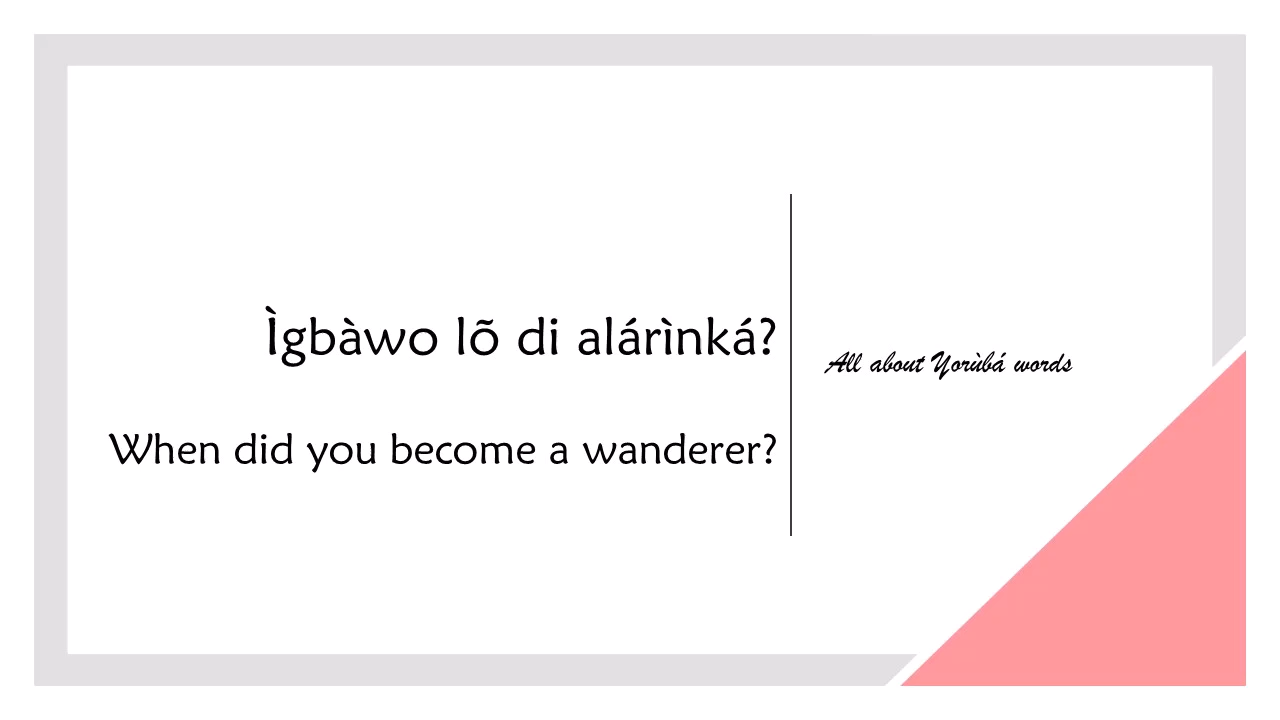 Ìgbàwo lõ di alárìnká?
When did you become a wanderer?
All about Yorùbá words